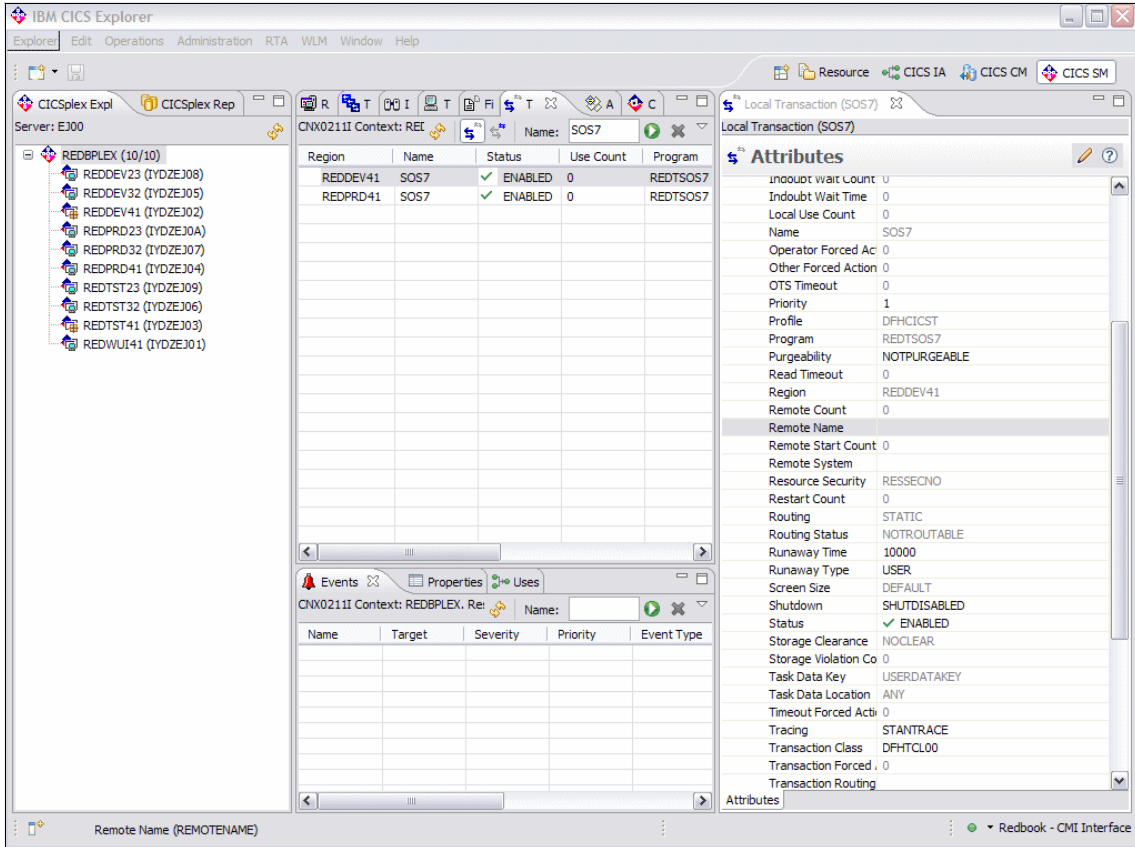 IBM CICS Explorer
Explorer Edit Operations Administration RTA WLM Window Help
Resource CICS IA CICS CM CICS SM
CICSplex Expl CICSplex Rep
Server: EJ00
REDBPLEX (10/10)
REDDEV23 (IYDZEJ08)
REDDEV32 (IYDZEJ05)
REDDEV41 (IYDZEJ02)
REDPRD23 (IYDZEJ0A)
REDPRD32 (IYDZEJ07)
REDPRD41 (IYDZEJ04)
REDTST23 (IYDZEJ09)
REDTST32 (IYDZEJ06)
REDTST41 (IYDZEJ03)
REDWUI41 (IYDZEJ01)
R T I T Fi T A C
CNX0211I Context: RED Name: SOS7
Region Name Status Use Count Program
REDDEV41 SOS7 ENABLED 0 REDTSOS7
REDPRD41 SOS7 ENABLED 0 REDTSOS7
Events Properties Uses
CNX0211I Context: REDBPLEX. Re: Name:
Name Target Severity Priority Event Type
Local Transaction (SOS7)
Local Transaction (SOS7)
Attributes
Indoubt Wait Count 0
Indoubt Wait Time 0
Local Use Count 0
Name SOS7
Operator Forced Act 0
Other Forced Action 0
OTS Timeout 0
Priority 1
Profile DFHCICST
Program REDTSOS7
Purgeability NOTPURGEABLE
Read Timeout 0
Region REDDEV41
Remote Count 0
Remote Name
Remote Start Count 0
Remote System
Resource Security RESSECNO
Restart Count 0
Routing STATIC
Routing Status NOTROUTABLE
Runaway Time 10000
Runaway Type USER
Screen Size DEFAULT
Shutdown SHUTDISABLED
Status ENABLED
Storage Clearance NOCLEAR
Storage Violation Co 0
Task Data Key USERDATAKEY
Task Data Location ANY
Timeout Forced Acti 0
Tracing STANTRACE
Transaction Class DFHTCL00
Transaction Forced 0
Transaction Routing
Attributes
Remote Name (REMOTENAME)
Redbook - CMI Interface